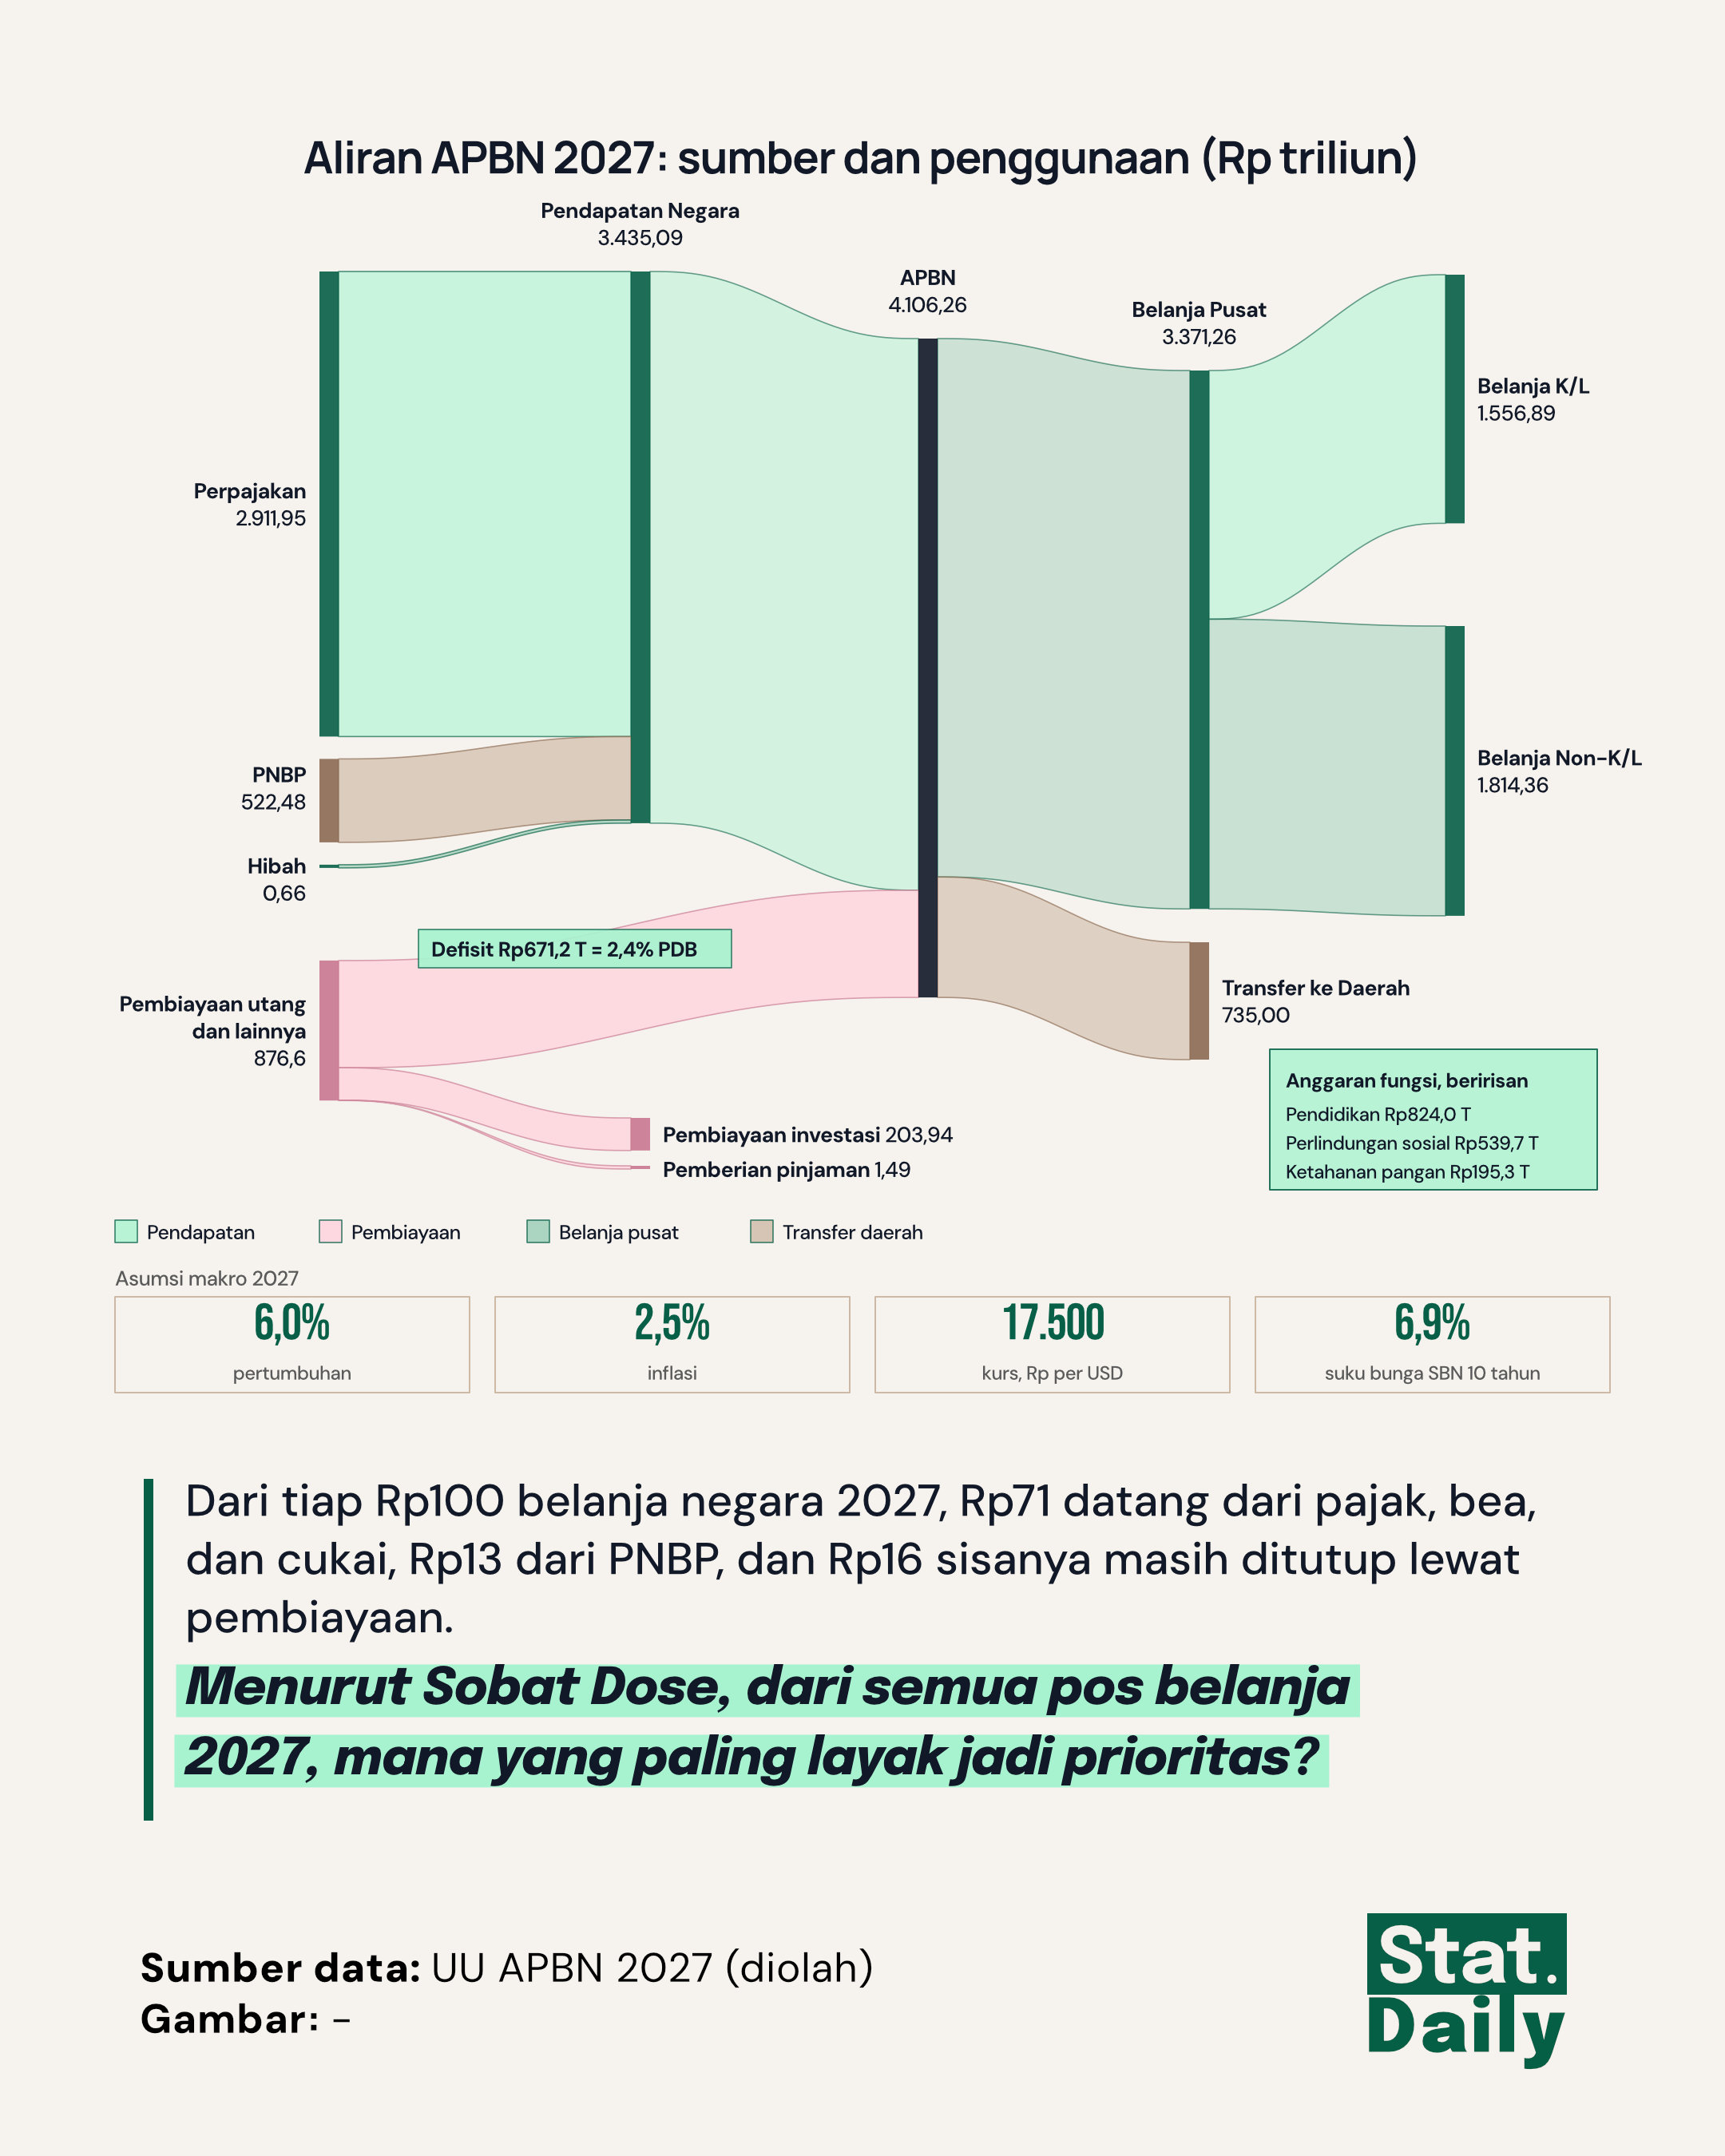 Aliran APBN 2027: sumber dan penggunaan (Rp triliun)
Pendapatan Negara
3.435,09
APBN
4.106,26
Belanja Pusat
3.371,26
Belanja K/L
1.556,89
Perpajakan
2.911,95
Belanja Non-K/L
1.814,36
PNBP
522,48
Hibah
0,66
Defisit Rp671,2 T = 2,4% PDB
Pembiayaan utang
dan lainnya
876,6
Transfer ke Daerah
735,00
Pembiayaan investasi 203,94
Pemberian pinjaman 1,49
Anggaran fungsi, beririsan
Pendidikan Rp824,0 T
Perlindungan sosial Rp539,7 T
Ketahanan pangan Rp195,3 T
Pendapatan
Pembiayaan
Belanja pusat
Transfer daerah
Asumsi makro 2027
6,0%
pertumbuhan
2,5%
inflasi
17.500
kurs, Rp per USD
6,9%
suku bunga SBN 10 tahun
Dari tiap Rp100 belanja negara 2027, Rp71 datang dari pajak, bea,
dan cukai, Rp13 dari PNBP, dan Rp16 sisanya masih ditutup lewat
pembiayaan.
Menurut Sobat Dose, dari semua pos belanja
2027, mana yang paling layak jadi prioritas?
Sumber data: UU APBN 2027 (diolah)
Gambar: -
Stat.
Daily